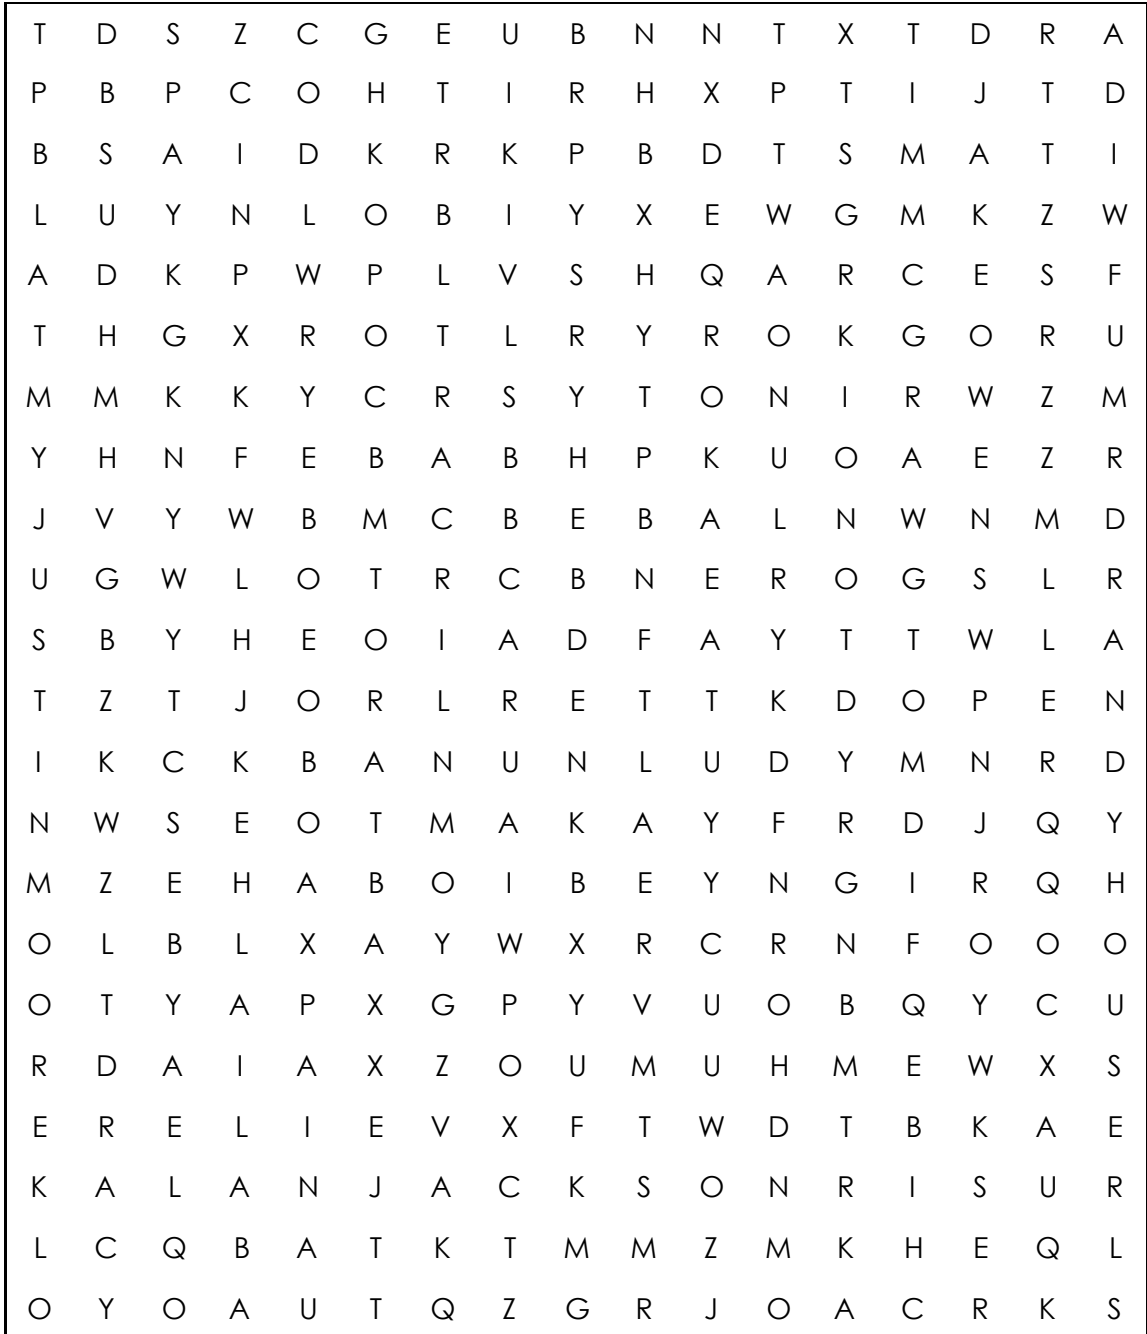 T D S Z C G E U B N N T X T D R A
P B P C O H T I R H X P T I J T D
B S A I D K R K P B D T S M A T I
L U Y N L O B I Y X E W G M K Z W
A D K P W P L V S H Q A R C E S F
T H G X R O T L R Y R O K G O R U
M M K K Y C R S Y T O N I R W Z M
Y H N F E B A B H P K U O A E Z R
J V Y W B M C B E B A L N W N M D
U G W L O T R C B N E R O G S L R
S B Y H E O I A D F A Y T T W L A
T Z T J O R L R E T T K D O P E N
I K C K B A N U N L U D Y M N R D
N W S E O T M A K A Y F R D J Q Y
M Z E H A B O I B E Y N G I R Q H
O L B L X A Y W X R C R N F O O O
O T Y A P X G P Y V U O B Q Y C U
R D A I A X Z O U M U H M E W X S
E R E L I E V X F T W D T B K A E
K A L A N J A C K S O N R I S U R
L C Q B A T K T M M Z M K H E Q L
O Y O A U T Q Z G R J O A C R K S